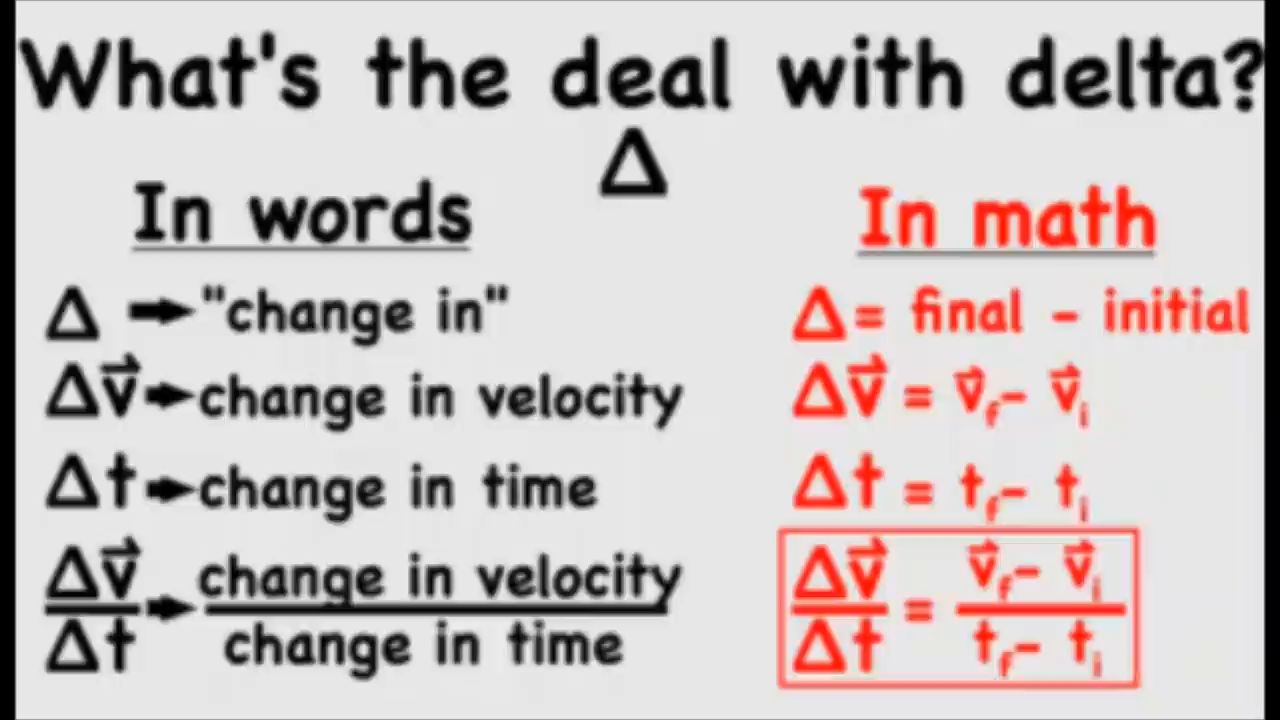 What's the deal with delta?
Δ
In words
Δ ➡ "change in"
Δv⃗ ➡ change in velocity
Δt ➡ change in time
Δv⃗/Δt ➡ change in velocity/change in time
In math
Δ = final - initial
Δv⃗ = v⃗f - v⃗i
Δt = tf - ti
Δv⃗/Δt = v⃗f - v⃗i/tf - ti